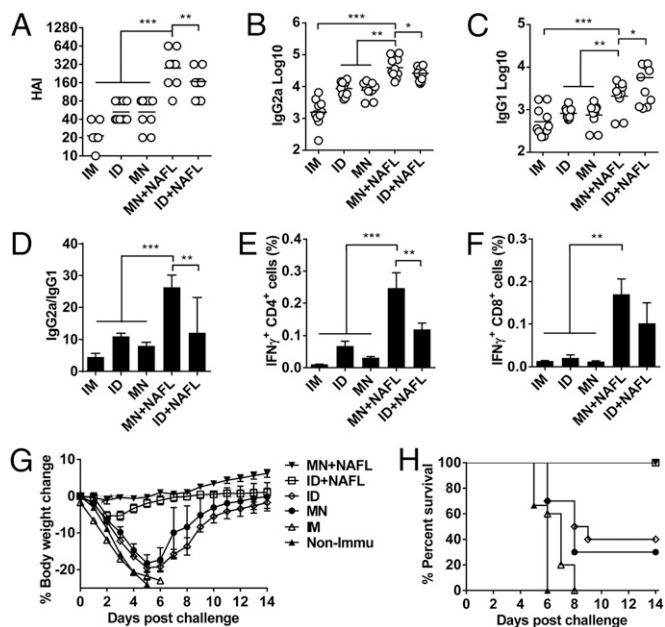 A
HAI
1280
640
320
160
80
40
20
10
***
**
IM
ID
MN
MN+NAFL
ID+NAFL
B
IgG2a Log10
6
5
4
3
2
***
**
*
IM
ID
MN
MN+NAFL
ID+NAFL
C
IgG1 Log10
5
4
3
2
***
**
*
IM
ID
MN
MN+NAFL
ID+NAFL
D
IgG2a/IgG1
40
30
20
10
0
***
**
IM
ID
MN
MN+NAFL
ID+NAFL
E
IFNγ+ CD4+ cells (%)
0.4
0.3
0.2
0.1
0.0
***
**
IM
ID
MN
MN+NAFL
ID+NAFL
F
IFNγ+ CD8+ cells (%)
0.3
0.2
0.1
0.0
**
IM
ID
MN
MN+NAFL
ID+NAFL
G
% Body weight change
10
0
-10
-20
0 2 4 6 8 10 12 14
Days post challenge
MN+NAFL
ID+NAFL
ID
MN
IM
Non-Immu
H
% Percent survival
100
80
60
40
20
0
0 2 4 6 8 10 12 14
Days post challenge